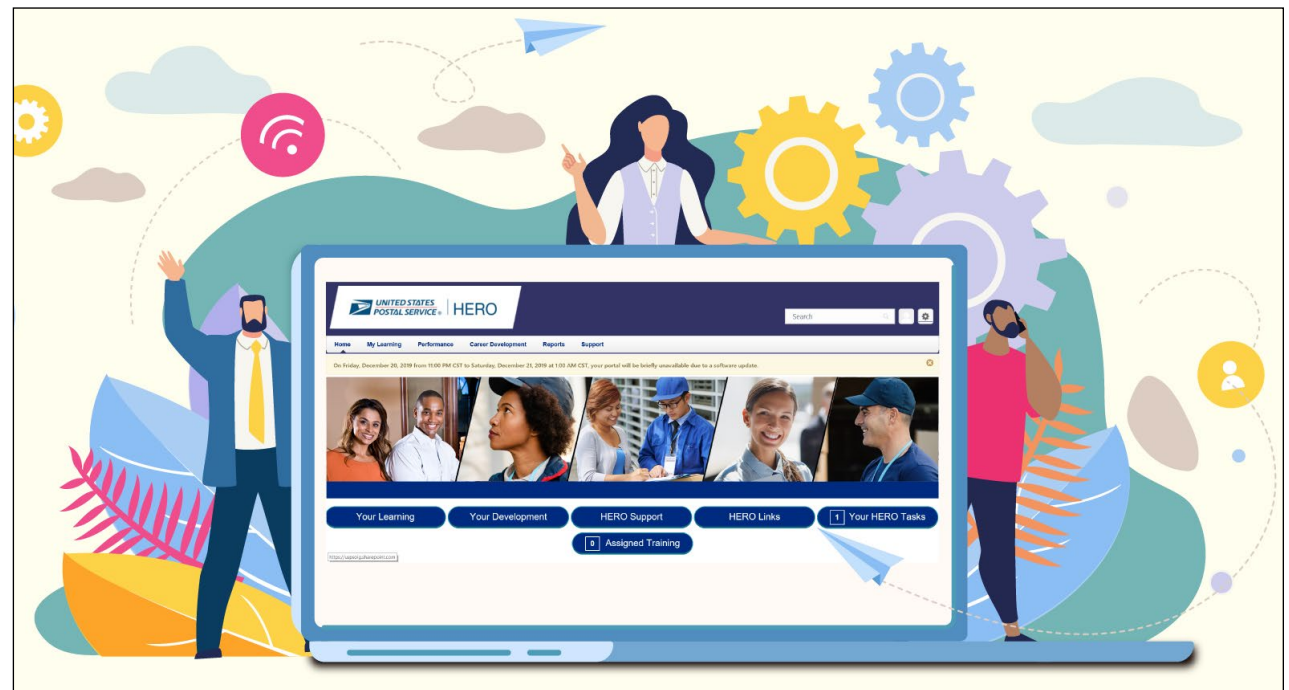 UNITED STATES
POSTAL SERVICE®
HERO
Search
Home My Learning Performance Career Development Reports Support
On Friday, December 20, 2019 from 11:00 PM CST to Saturday, December 21, 2019 at 1:00 AM CST, your portal will be briefly unavailable due to a software update.
Your Learning Your Development HERO Support HERO Links 1 Your HERO Tasks
0 Assigned Training